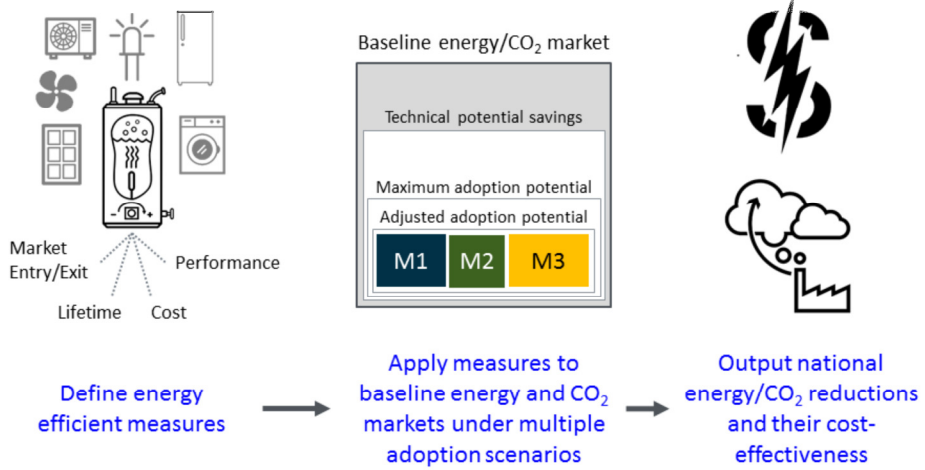 Market
Entry/Exit
Performance
Lifetime
Cost
Baseline energy/CO₂ market
Technical potential savings
Maximum adoption potential
Adjusted adoption potential
M1
M2
M3
- +
Define energy
efficient measures
Apply measures to
baseline energy and CO₂
markets under multiple
adoption scenarios
Output national
energy/CO₂ reductions
and their cost-
effectiveness